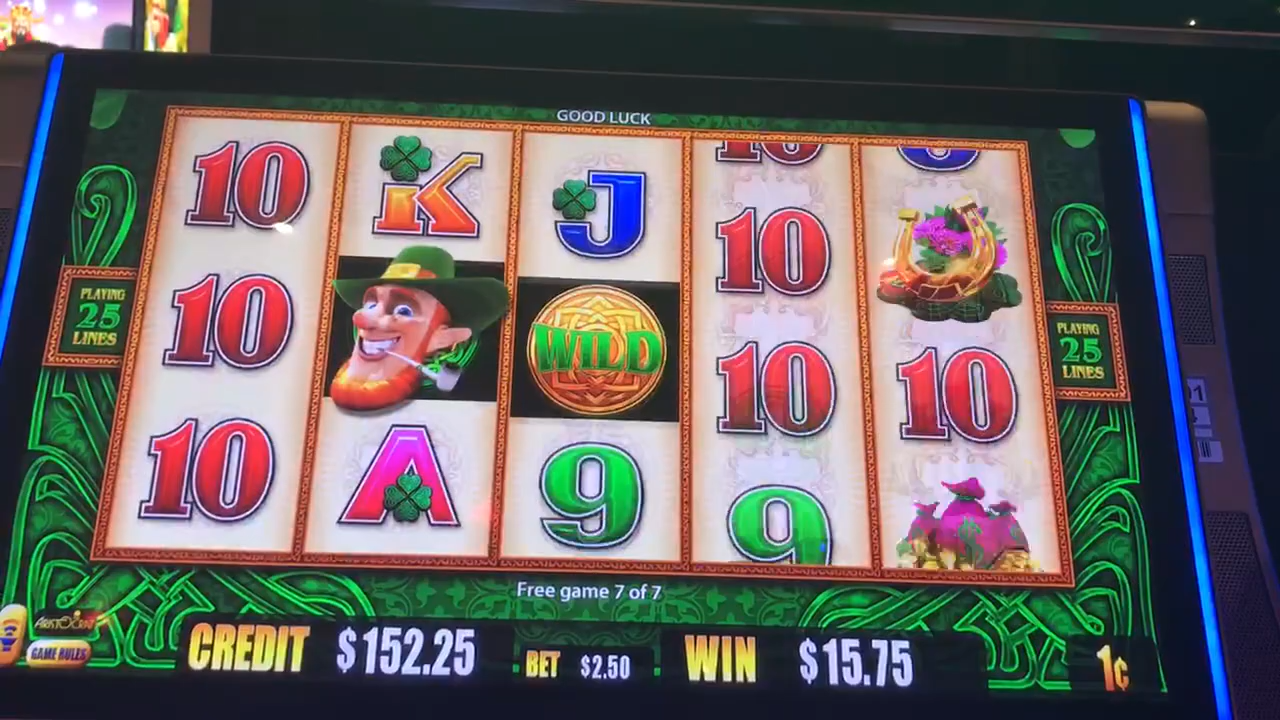 GOOD LUCK
10 K J 10
10
10 WILD 10 10
10 A 9 9
PLAYING
25
LINES
PLAYING
25
LINES
Free game 7 of 7
ARISTOCRAT
GAME RULES
CREDIT $152.25 BET $2.50 WIN $15.75 1¢